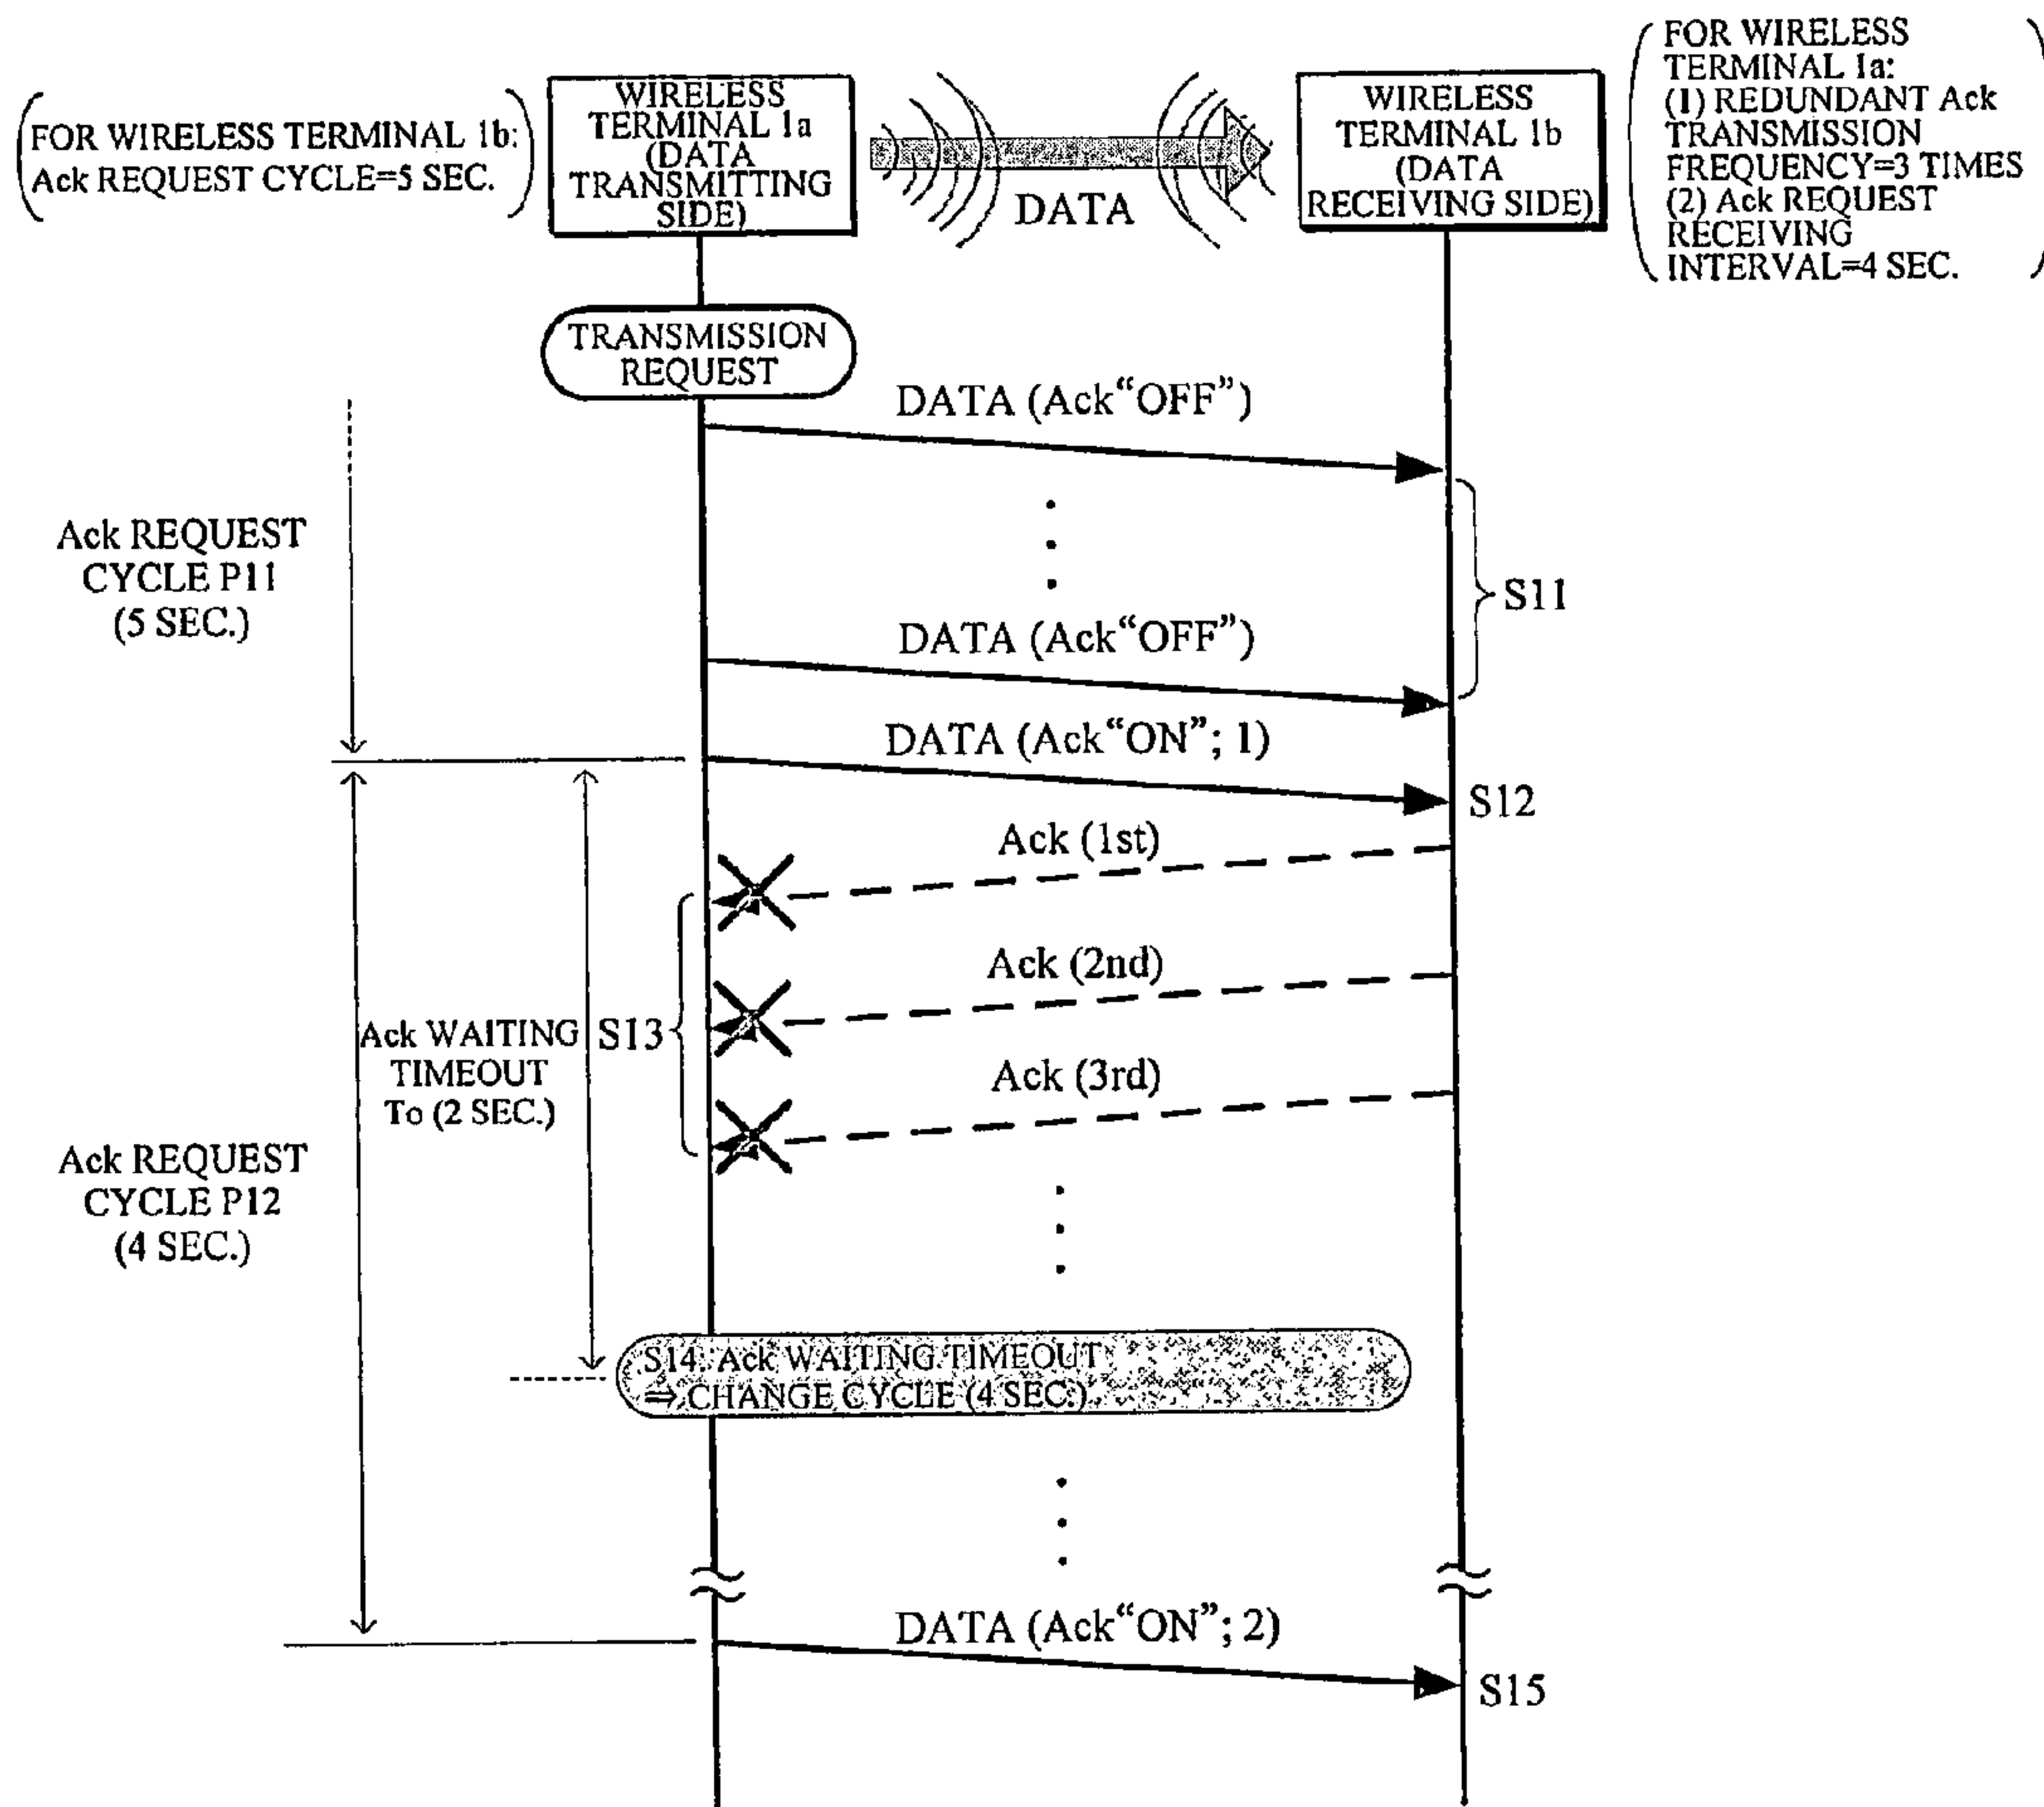 (FOR WIRELESS TERMINAL 1b:
Ack REQUEST CYCLE=5 SEC.)
WIRELESS
TERMINAL 1a
(DATA
TRANSMITTING
SIDE)
DATA
WIRELESS
TERMINAL 1b
(DATA
RECEIVING SIDE)
(FOR WIRELESS
TERMINAL 1a:
(1) REDUNDANT Ack
TRANSMISSION
FREQUENCY=3 TIMES
(2) Ack REQUEST
RECEIVING
INTERVAL=4 SEC.)
TRANSMISSION
REQUEST
DATA (Ack“OFF”)
Ack REQUEST
CYCLE P11
(5 SEC.)
S11
DATA (Ack“OFF”)
DATA (Ack“ON”; 1)
S12
Ack (1st)
Ack (2nd)
Ack WAITING
TIMEOUT
To (2 SEC.)
S13
Ack (3rd)
Ack REQUEST
CYCLE P12
(4 SEC.)
S14: Ack WAITING TIMEOUT
⇒ CHANGE CYCLE (4 SEC.)
DATA (Ack“ON”; 2)
S15